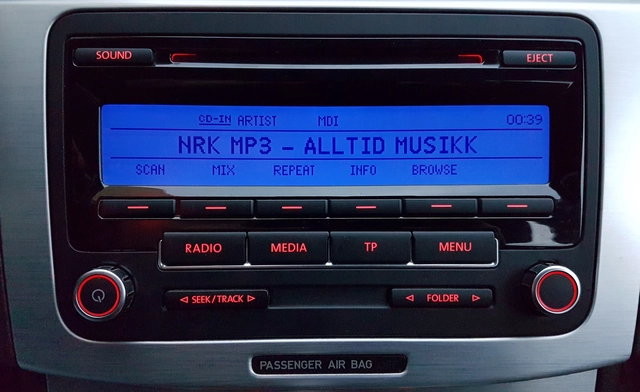 SOUND EJECT
CD-IN ARTIST MDI 00:39
NRK MP3 – ALLTID MUSIKK
SCAN MIX REPEAT INFO BROWSE
RADIO MEDIA TP MENU
◁ SEEK/TRACK ▷ ◁ FOLDER ▷
PASSENGER AIR BAG